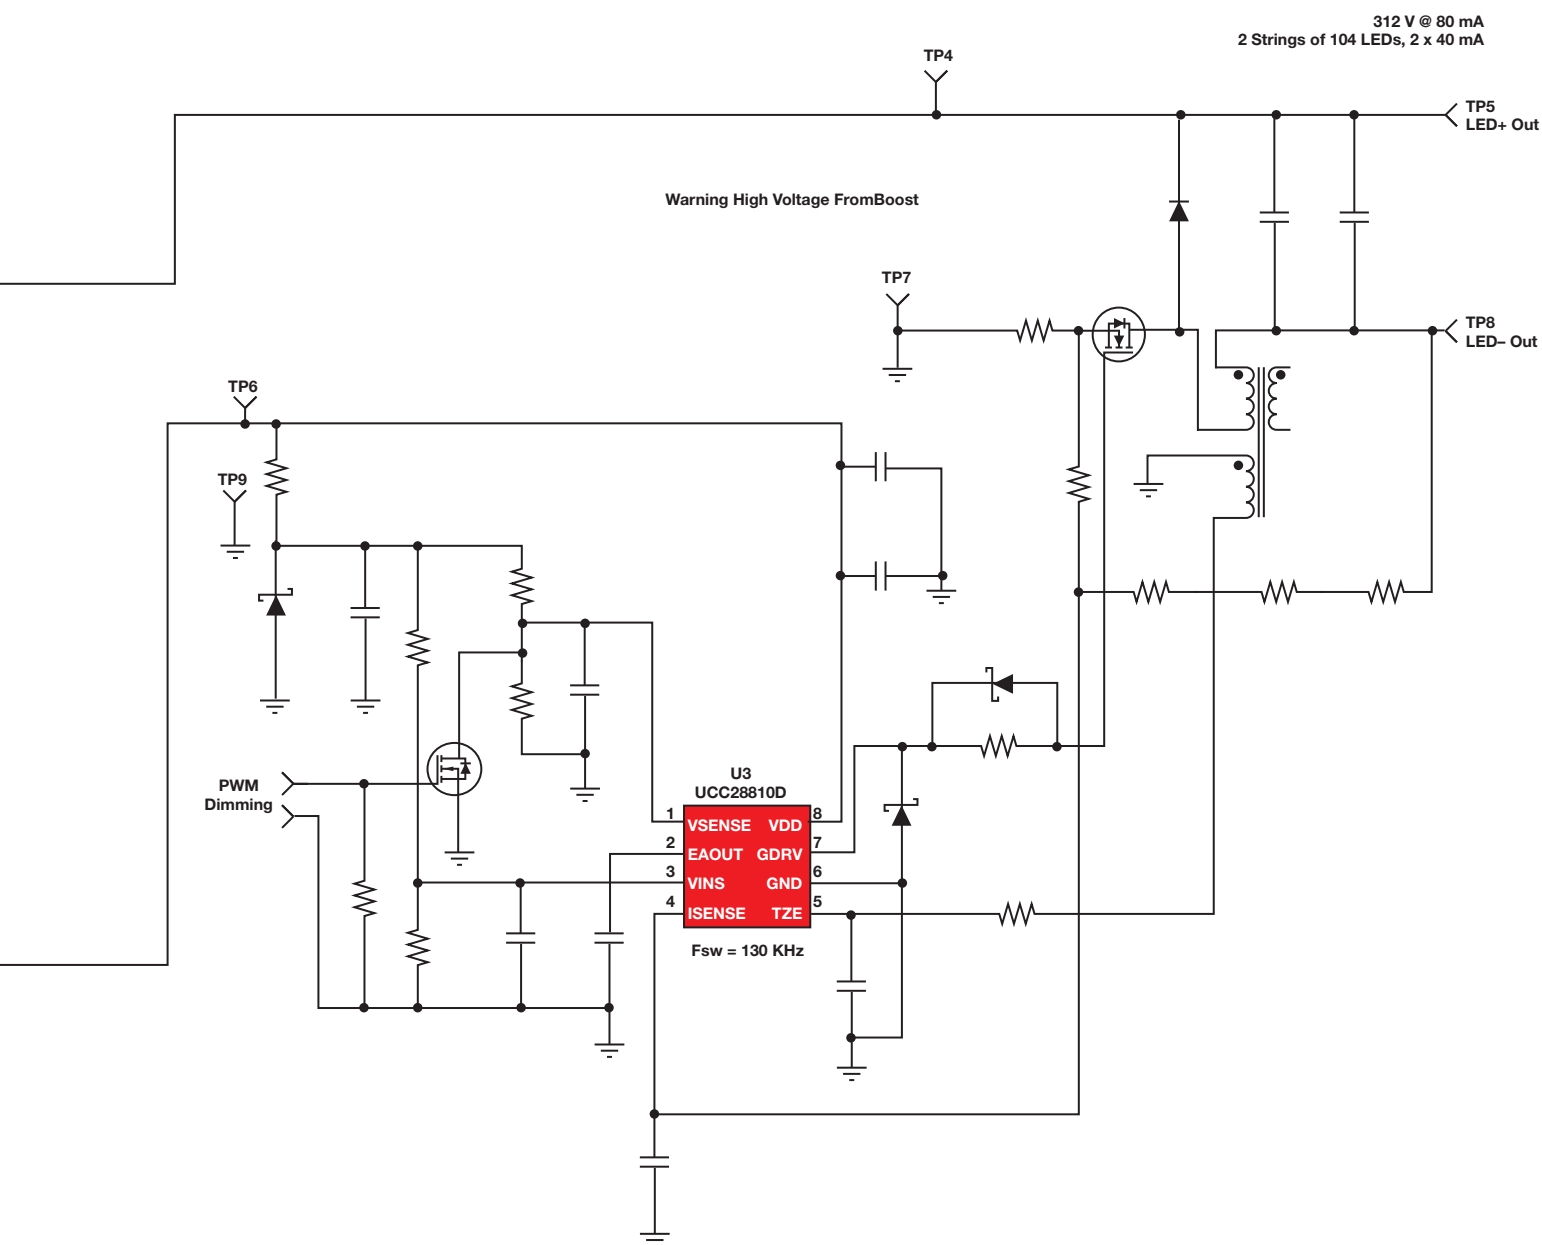 312 V @ 80 mA
2 Strings of 104 LEDs, 2 x 40 mA
TP4
TP5
LED+ Out
Warning High Voltage FromBoost
TP7
TP8
LED– Out
TP6
TP9
PWM
Dimming
U3
UCC28810D
1
VSENSE
VDD
8
2
EAOUT
GDRV
7
3
VINS
GND
6
4
ISENSE
TZE
5
Fsw = 130 KHz